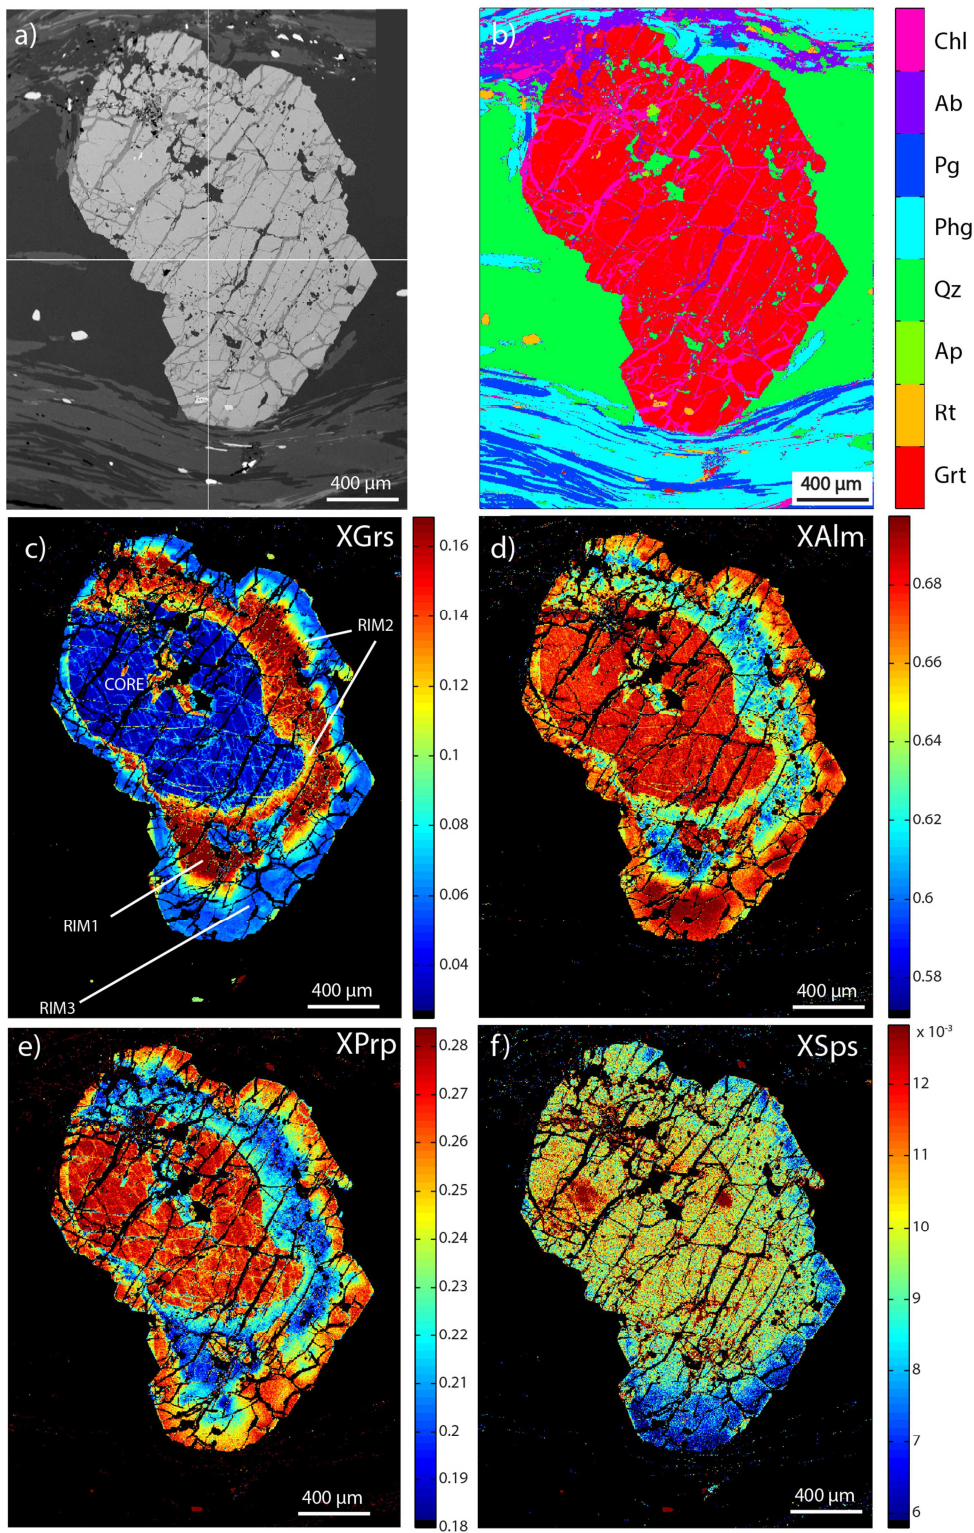 a)
400 µm
b)
400 µm
Chl
Ab
Pg
Phg
Qz
Ap
Rt
Grt
c)
XGrs
RIM2
CORE
RIM1
RIM3
400 µm
0.16
0.14
0.12
0.1
0.08
0.06
0.04
d)
XAlm
400 µm
0.68
0.66
0.64
0.62
0.6
0.58
e)
XPrp
400 µm
0.28
0.27
0.26
0.25
0.24
0.23
0.22
0.21
0.2
0.19
0.18
f)
XSps
400 µm
x 10-3
12
11
10
9
8
7
6